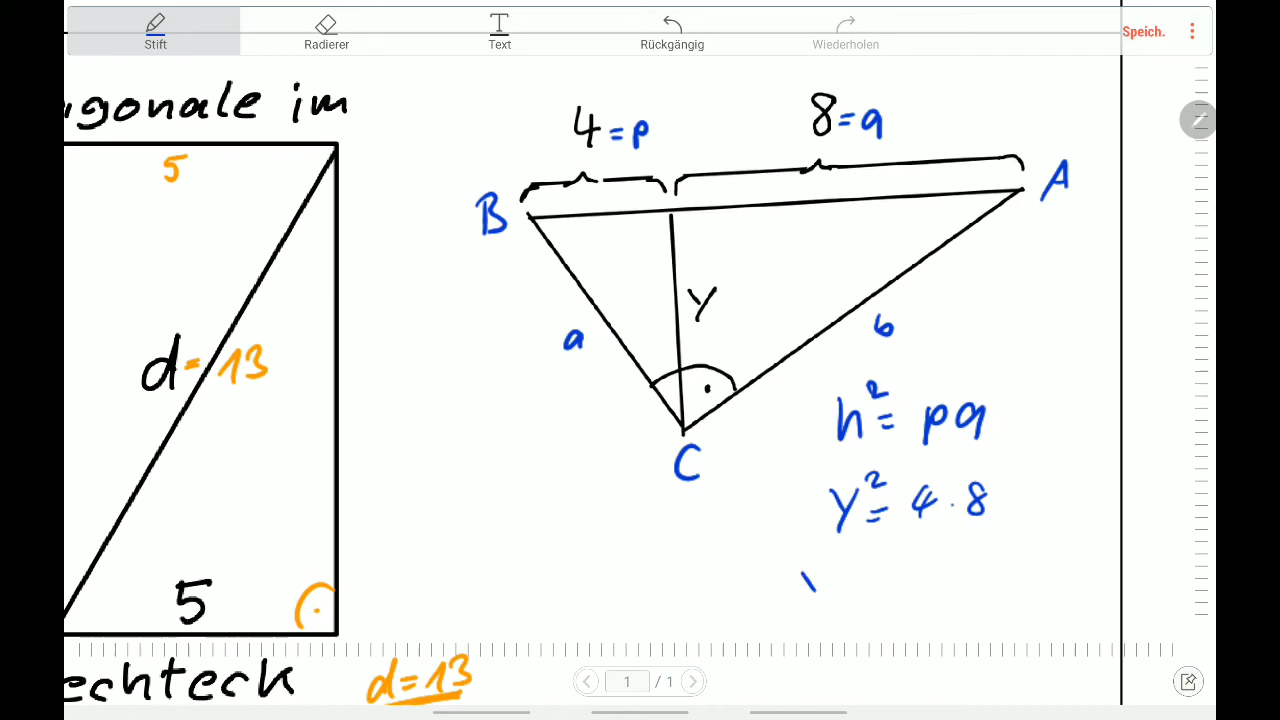 Stift Radierer Text Rückgängig Wiederholen Speich.
agonale im
5
d = 13
5
echteck d=13
4 = p 8 = q
B A
y
a b
C
h² = pq
y² = 4 · 8
1 / 1